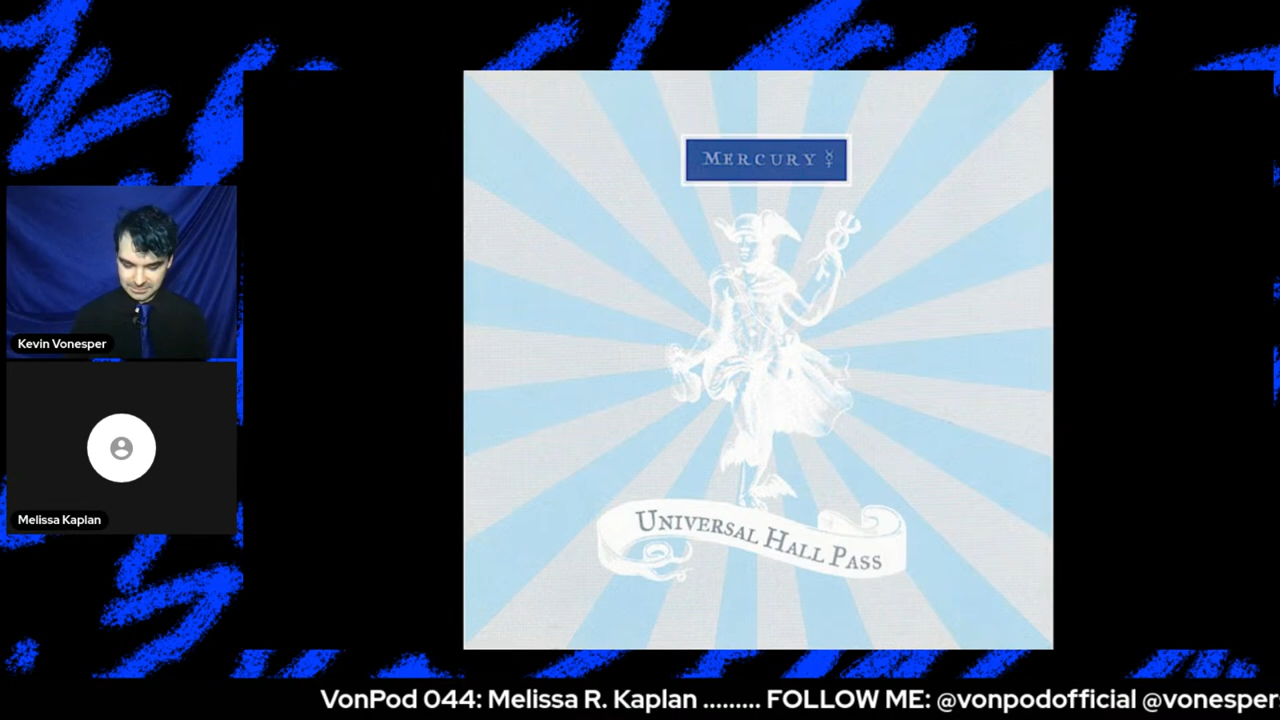 MERCURY ☿
UNIVERSAL HALL PASS
Kevin Vonesper
Melissa Kaplan
VonPod 044: Melissa R. Kaplan ......... FOLLOW ME: @vonpodofficial @vonesper